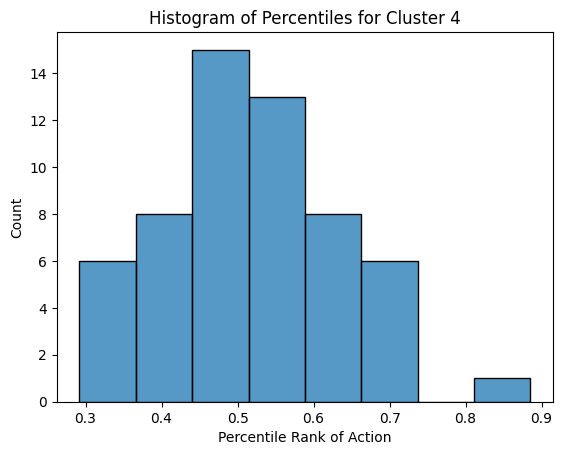 Histogram of Percentiles for Cluster 4
14
12
10
8
6
4
2
0
Count
0.3 0.4 0.5 0.6 0.7 0.8 0.9
Percentile Rank of Action